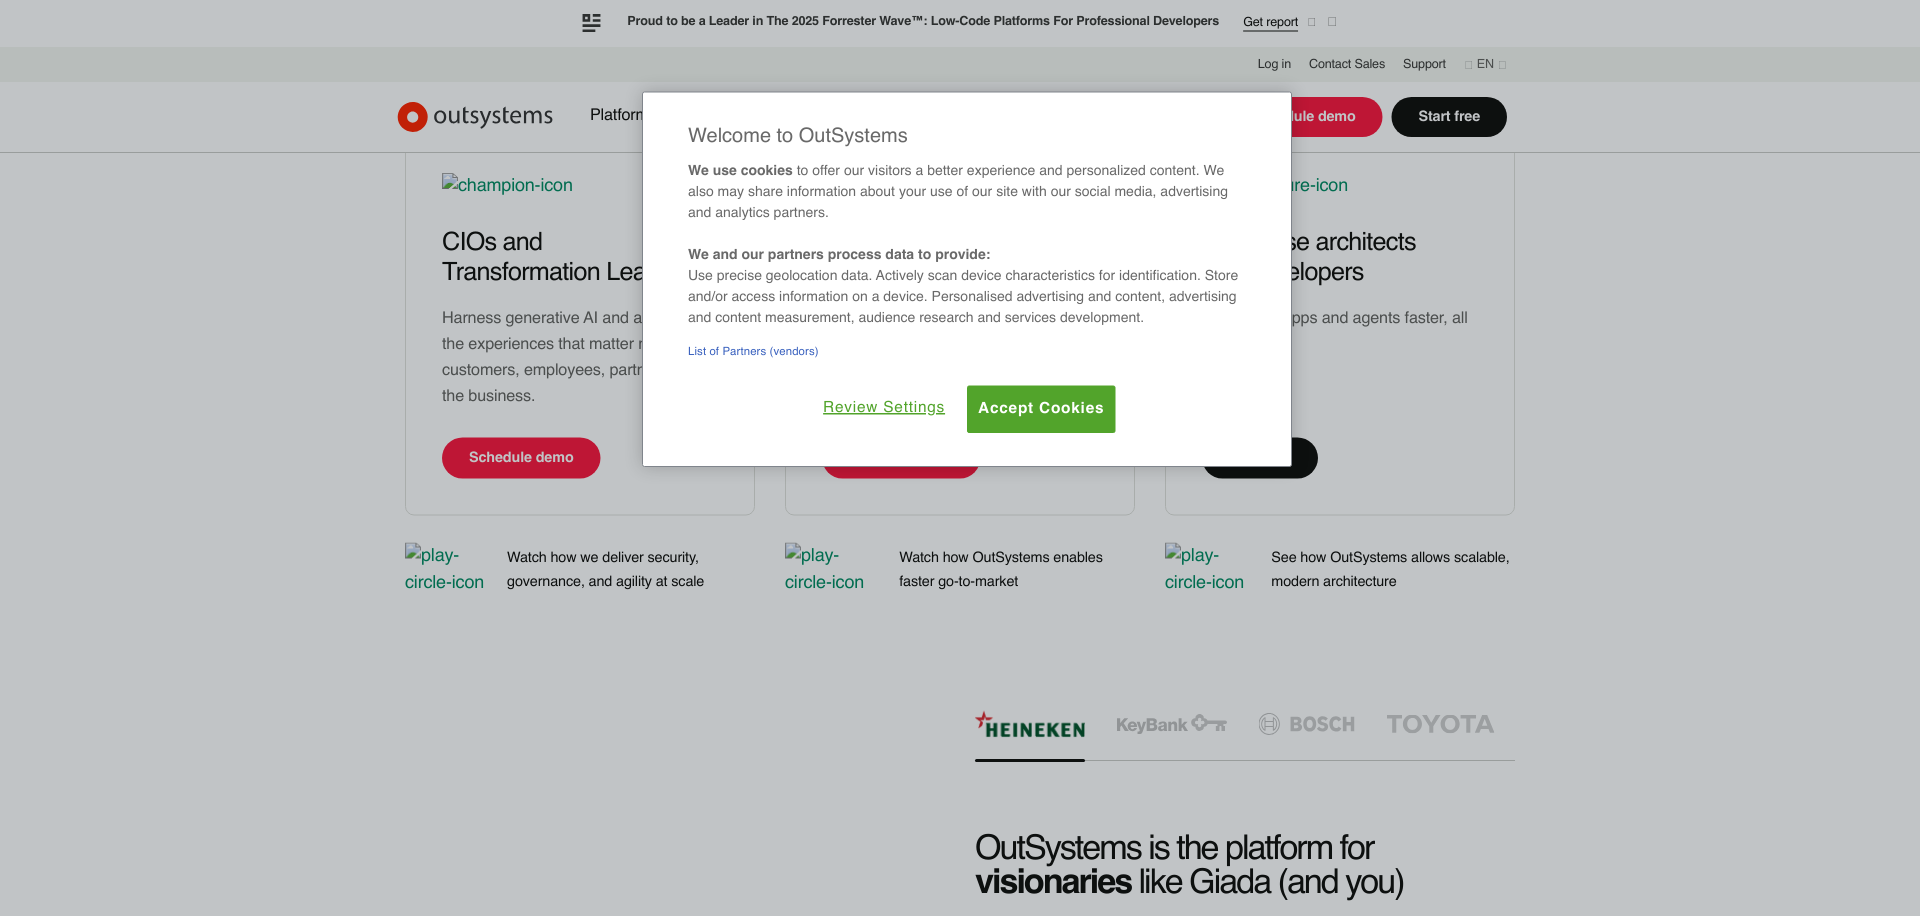 Proud to be a Leader in The 2025 Forrester Wave™: Low-Code Platforms For Professional Developers Get report
Log in Contact Sales Support EN
outsystems Start free
demo
Welcome to OutSystems
We use cookies to offer our visitors a better experience and personalized content. We
also may share information about your use of our site with our social media, advertising
and analytics partners.
We and our partners process data to provide:
Use precise geolocation data. Actively scan device characteristics for identification. Store
and/or access information on a device. Personalised advertising and content, advertising
and content measurement, audience research and services development.
List of Partners (vendors)
Review Settings Accept Cookies
champion-icon
CIOs and
Transformation
Harness generative AI and
the experiences that matter
customers, employees,
the business.
Schedule demo
architects
and agents faster, all
play-
circle-icon
Watch how we deliver security,
governance, and agility at scale
play-
circle-icon
Watch how OutSystems enables
faster go-to-market
play-
circle-icon
See how OutSystems allows scalable,
modern architecture
HEINEKEN KeyBank BOSCH TOYOTA
OutSystems is the platform for
visionaries like Giada (and you)